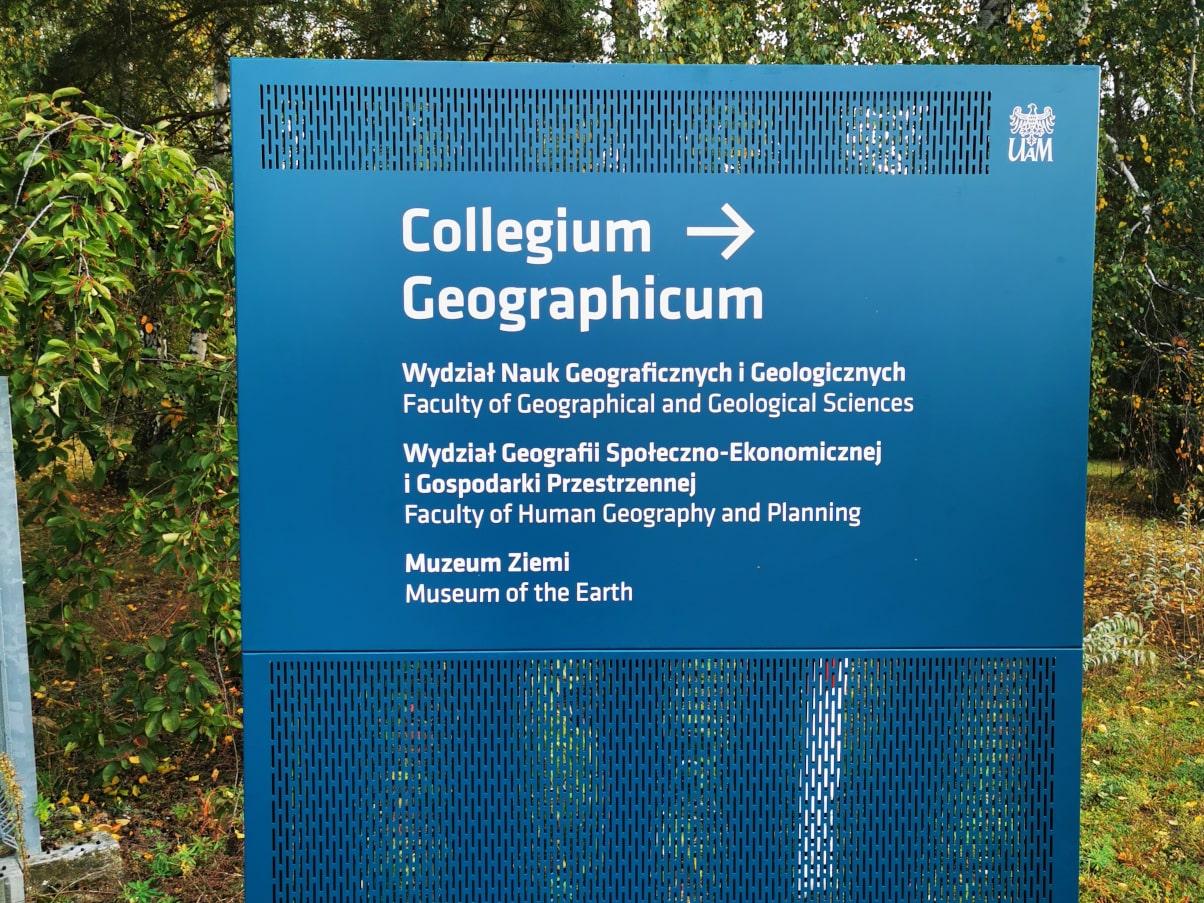 UAM
Collegium →
Geographicum
Wydział Nauk Geograficznych i Geologicznych
Faculty of Geographical and Geological Sciences
Wydział Geografii Społeczno-Ekonomicznej
i Gospodarki Przestrzennej
Faculty of Human Geography and Planning
Muzeum Ziemi
Museum of the Earth